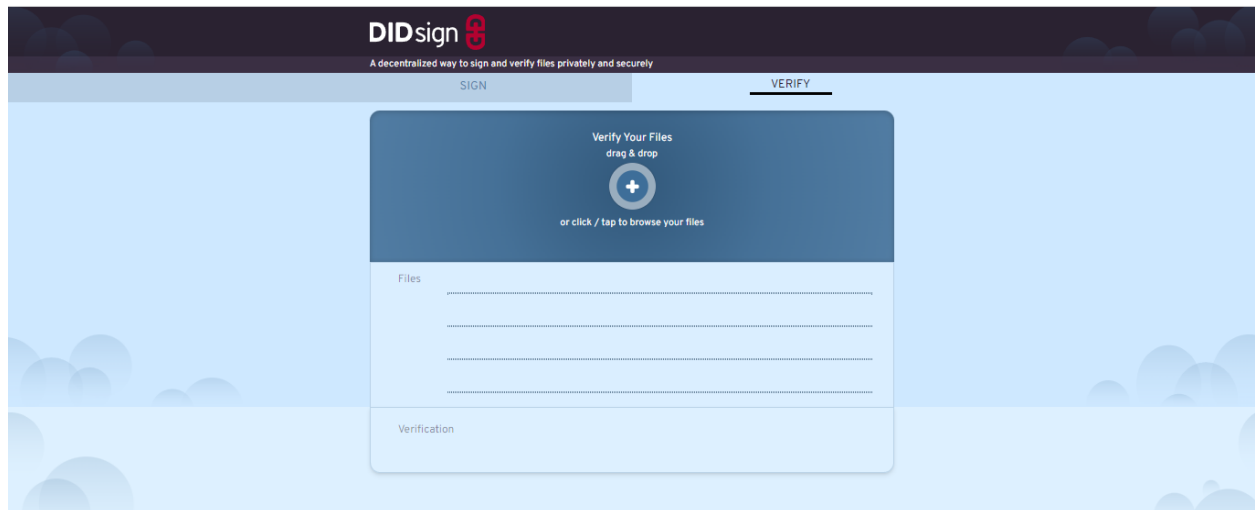 DIDsign
A decentralized way to sign and verify files privately and securely
SIGN
VERIFY
Verify Your Files
drag & drop
or click / tap to browse your files
Files
Verification